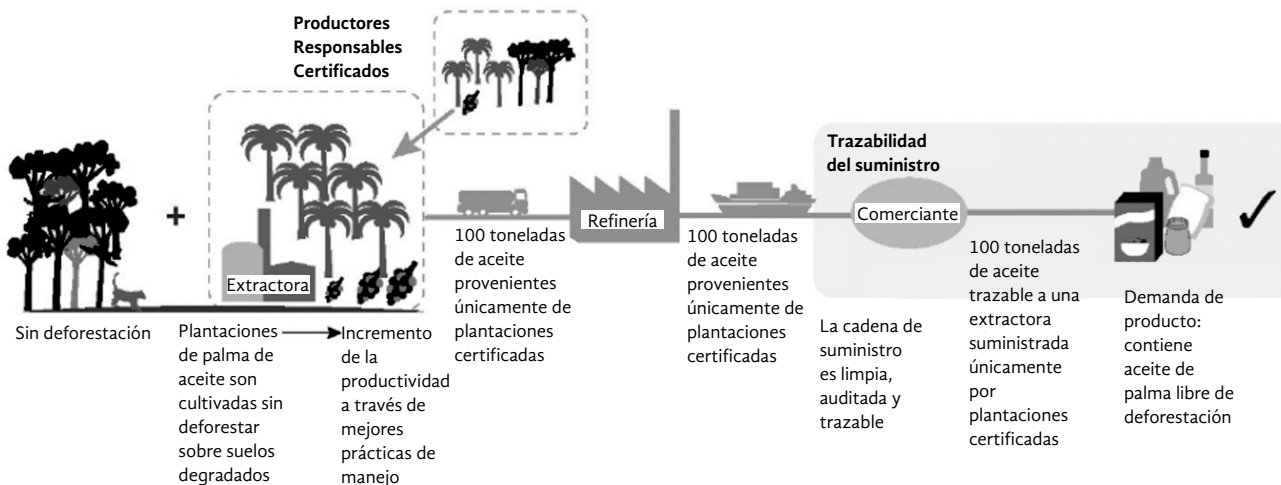 Productores
Responsables
Certificados
Trazabilidad
del suministro
Extractora
Refinería
Comerciante
Sin deforestación
Plantaciones
de palma de
aceite son
cultivadas sin
deforestar
sobre suelos
degradados
Incremento
de la
productividad
a través de
mejores
prácticas de
manejo
100 toneladas
de aceite
provenientes
únicamente de
plantaciones
certificadas
100 toneladas
de aceite
provenientes
únicamente de
plantaciones
certificadas
La cadena de
suministro
es limpia,
auditada y
trazable
100 toneladas
de aceite
trazable a una
extractora
suministrada
únicamente
por
plantaciones
certificadas
Demanda de
producto:
contiene
aceite de
palma libre de
deforestación